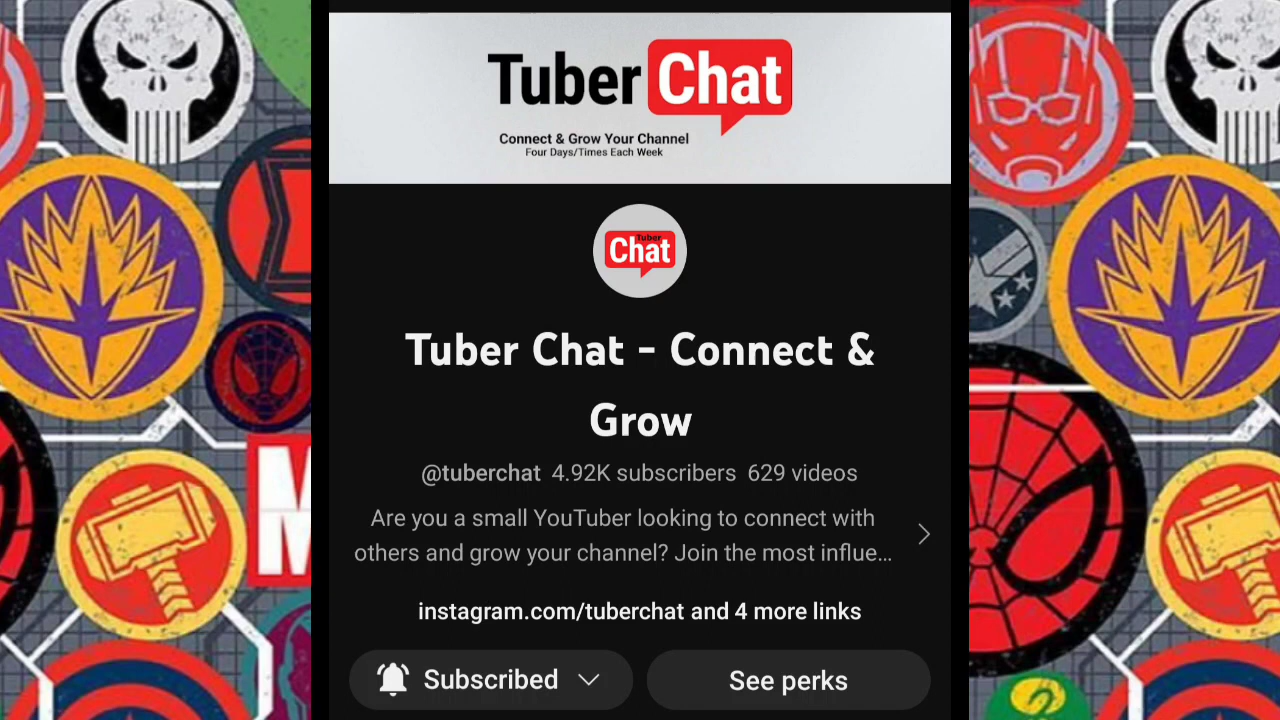 Tuber Chat
Connect & Grow Your Channel
Four Days/Times Each Week
Tuber
Chat
Tuber Chat - Connect &
Grow
@tuberchat 4.92K subscribers 629 videos
Are you a small YouTuber looking to connect with
others and grow your channel? Join the most influe...
instagram.com/tuberchat and 4 more links
Subscribed
See perks